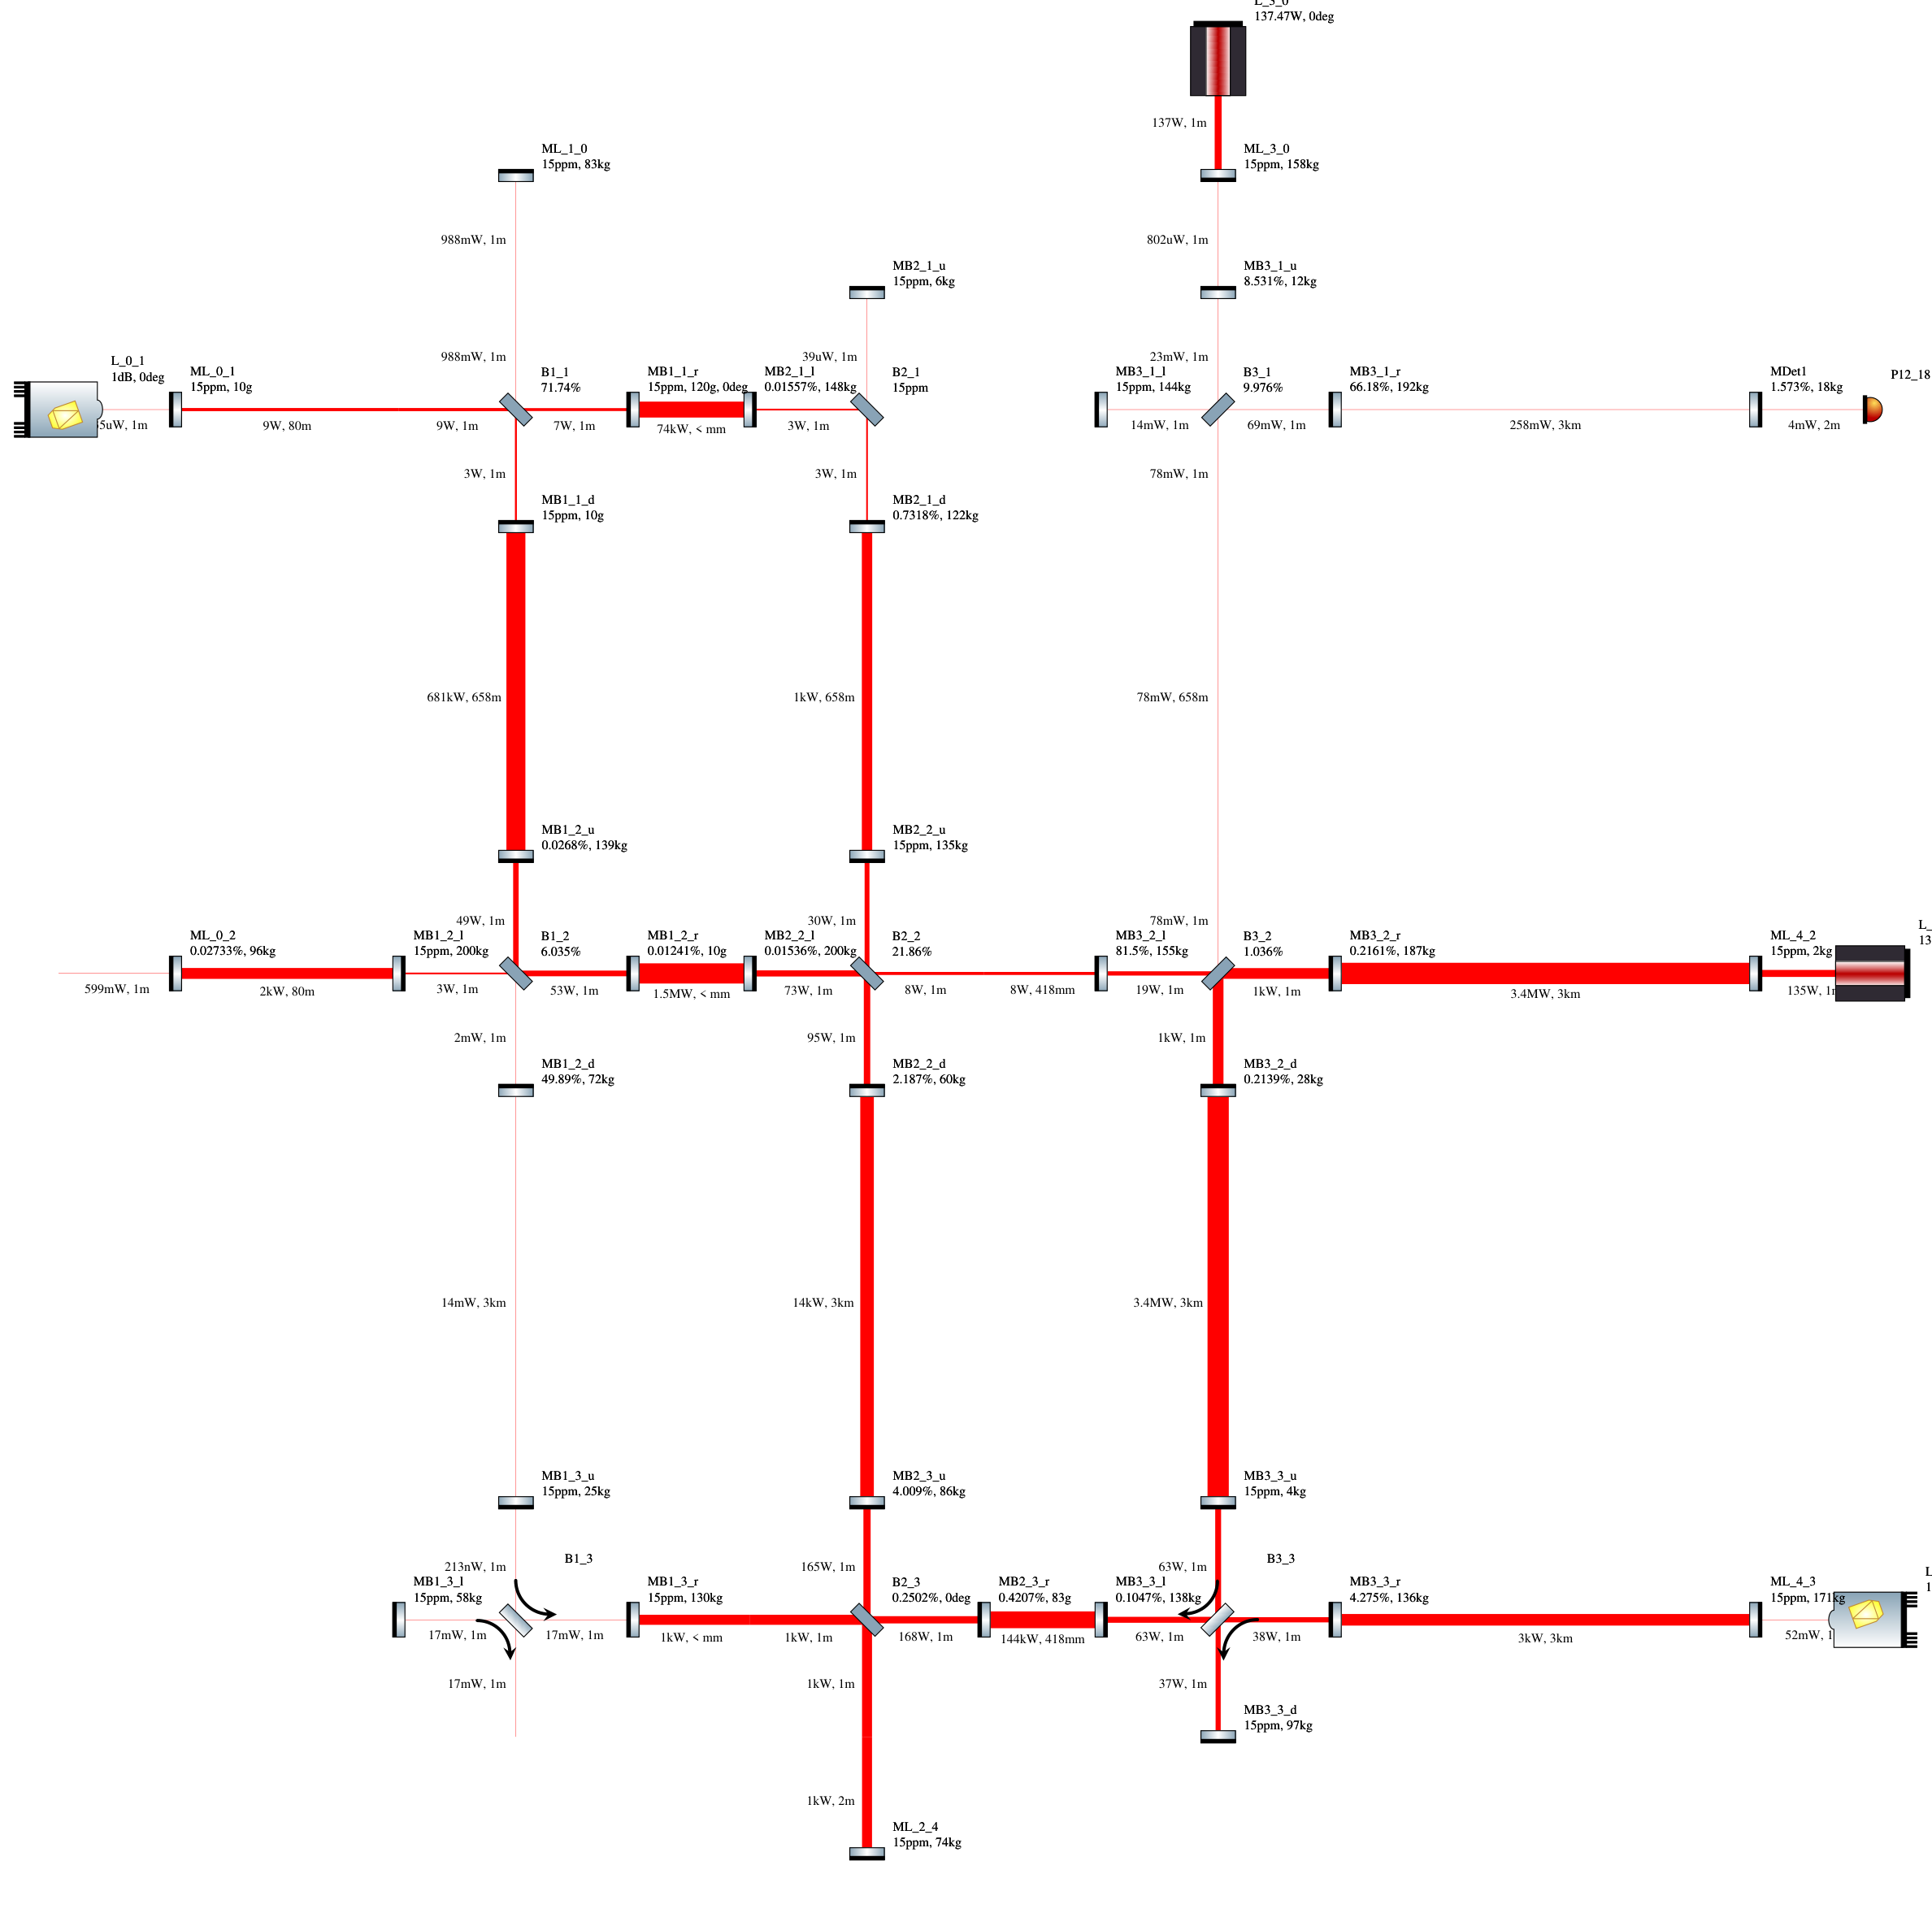 137.47W, 0deg
137W, 1m
ML_1_0
15ppm, 83kg
ML_3_0
15ppm, 158kg
988mW, 1m
802uW, 1m
MB2_1_u
15ppm, 6kg
MB3_1_u
8.531%, 12kg
988mW, 1m
39uW, 1m
23mW, 1m
L_0_1
1dB, 0deg
ML_0_1
15ppm, 10g
B1_1
71.74%
MB1_1_r
15ppm, 120g, 0deg
MB2_1_l
0.01557%, 148kg
B2_1
15ppm
MB3_1_l
15ppm, 144kg
B3_1
9.976%
MB3_1_r
66.18%, 192kg
MDet1
1.573%, 18kg
P12_18
5uW, 1m
9W, 80m
9W, 1m
7W, 1m
74kW, < mm
3W, 1m
14mW, 1m
69mW, 1m
258mW, 3km
4mW, 2m
3W, 1m
3W, 1m
78mW, 1m
MB1_1_d
15ppm, 10g
MB2_1_d
0.7318%, 122kg
681kW, 658m
1kW, 658m
78mW, 658m
MB1_2_u
0.0268%, 139kg
MB2_2_u
15ppm, 135kg
49W, 1m
30W, 1m
78mW, 1m
ML_0_2
0.02733%, 96kg
MB1_2_l
15ppm, 200kg
B1_2
6.035%
MB1_2_r
0.01241%, 10g
MB2_2_l
0.01536%, 200kg
B2_2
21.86%
MB3_2_l
81.5%, 155kg
B3_2
1.036%
MB3_2_r
0.2161%, 187kg
ML_4_2
15ppm, 2kg
L_
13
599mW, 1m
2kW, 80m
3W, 1m
53W, 1m
1.5MW, < mm
73W, 1m
8W, 1m
8W, 418mm
19W, 1m
1kW, 1m
3.4MW, 3km
135W, 1m
2mW, 1m
95W, 1m
1kW, 1m
MB1_2_d
49.89%, 72kg
MB2_2_d
2.187%, 60kg
MB3_2_d
0.2139%, 28kg
14mW, 3km
14kW, 3km
3.4MW, 3km
MB1_3_u
15ppm, 25kg
MB2_3_u
4.009%, 86kg
MB3_3_u
15ppm, 4kg
213nW, 1m
165W, 1m
63W, 1m
MB1_3_l
15ppm, 58kg
B1_3
MB1_3_r
15ppm, 130kg
B2_3
0.2502%, 0deg
MB2_3_r
0.4207%, 83g
MB3_3_l
0.1047%, 138kg
B3_3
MB3_3_r
4.275%, 136kg
ML_4_3
15ppm, 171kg
L
1
17mW, 1m
17mW, 1m
1kW, < mm
1kW, 1m
168W, 1m
144kW, 418mm
63W, 1m
38W, 1m
3kW, 3km
52mW, 1
17mW, 1m
1kW, 1m
37W, 1m
MB3_3_d
15ppm, 97kg
1kW, 2m
ML_2_4
15ppm, 74kg